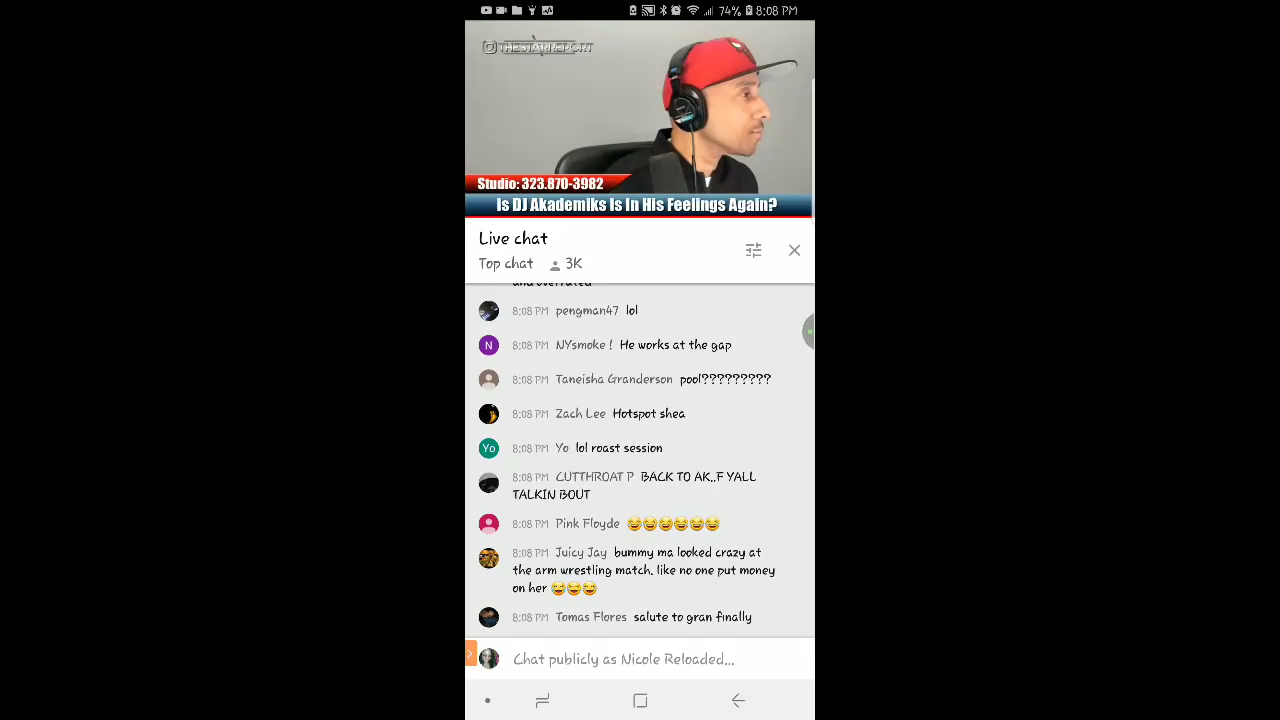 74% 8:08 PM
THESTARREPORT
Studio: 323.870-3982
Is DJ Akademiks Is In His Feelings Again?
Live chat
Top chat 3K
and overrated
8:08 PM pengman47 lol
N 8:08 PM NYsmoke ! He works at the gap
8:08 PM Taneisha Granderson pool?????????
8:08 PM Zach Lee Hotspot shea
Yo 8:08 PM Yo lol roast session
8:08 PM CUTTHROAT P BACK TO AK..F YALL
TALKIN BOUT
8:08 PM Pink Floyde 😂😂😂😂😂😂
8:08 PM Juicy Jay bummy ma looked crazy at
the arm wrestling match. like no one put money
on her 😅😆😅
8:08 PM Tomas Flores salute to gran finally
Chat publicly as Nicole Reloaded...